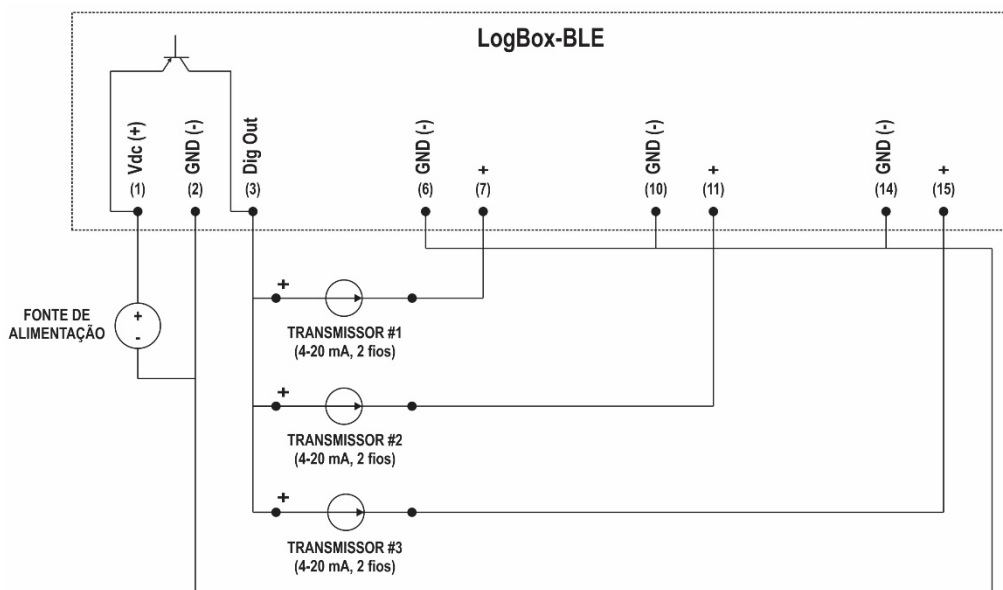 LogBox-BLE
Vdc (+)
GND (-)
Dig Out
GND (-)
+
GND (-)
+
GND (-)
+
(1)
(2)
(3)
(6)
(7)
(10)
(11)
(14)
(15)
+
FONTE DE
ALIMENTAÇÃO
+
-
TRANSMISSOR #1
(4-20 mA, 2 fios)
+
TRANSMISSOR #2
(4-20 mA, 2 fios)
+
TRANSMISSOR #3
(4-20 mA, 2 fios)